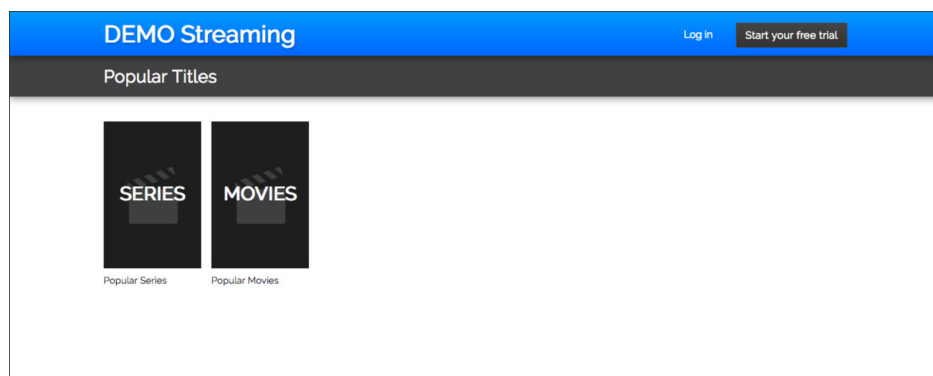 DEMO Streaming
Log in
Start your free trial
Popular Titles
SERIES
MOVIES
Popular Series
Popular Movies